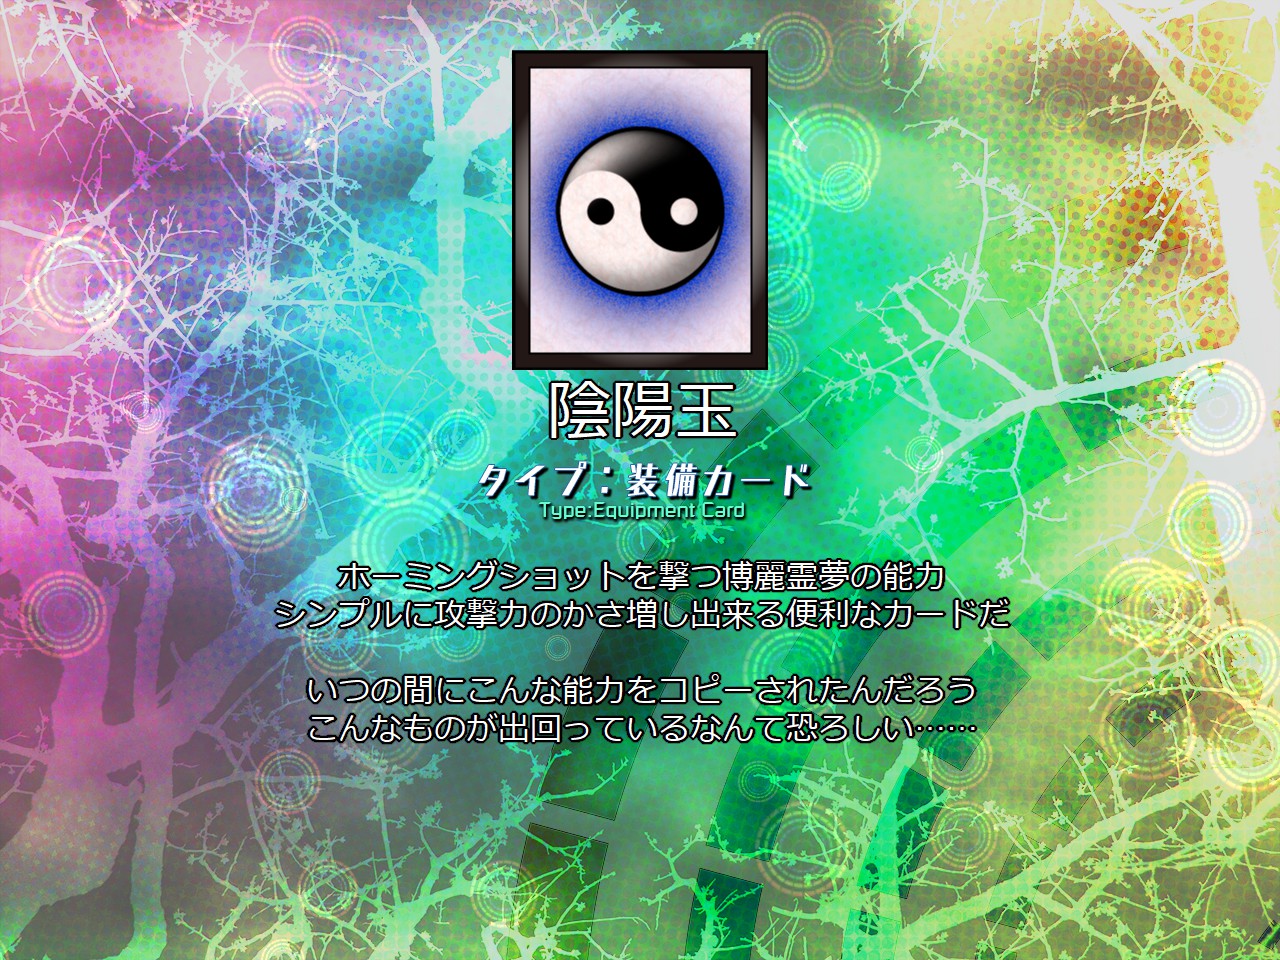 陰陽玉
タイプ：装備カード
Type:Equipment Card
ホーミングショットを撃つ博麗霊夢の能力
シンプルに攻撃力のかさ増し出来る便利なカードだ
いつの間にこんな能力をコピーされたんだろう
こんなものが出回っているなんて恐ろしい……